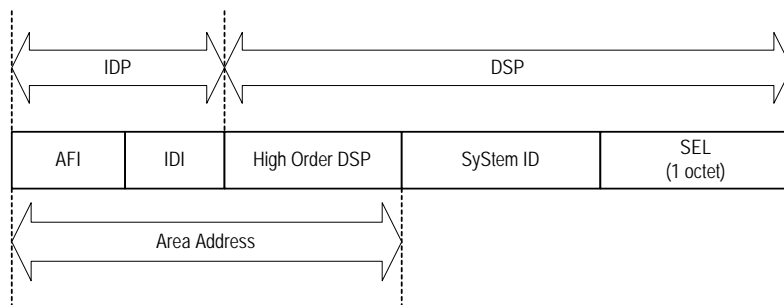 IDP
DSP
AFI
IDI
High Order DSP
SyStem ID
SEL
(1 octet)
Area Address